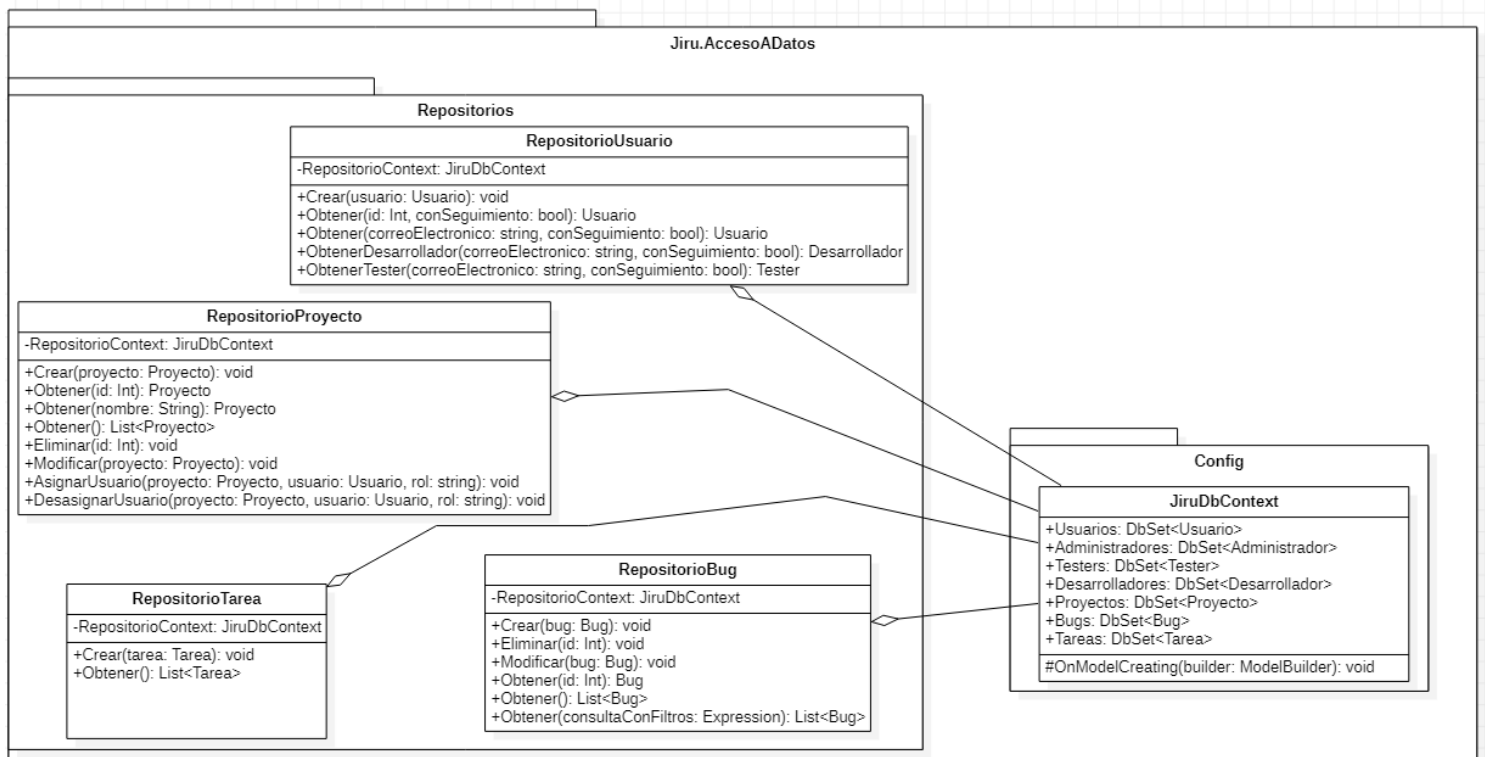 Jiru.AccesoADatos
Repositorios
RepositorioUsuario
-RepositorioContext: JiruDbContext
+Crear(usuario: Usuario): void
+Obtener(id: Int, conSeguimiento: bool): Usuario
+Obtener(correoElectronico: string, conSeguimiento: bool): Usuario
+ObtenerDesarrollador(correoElectronico: string, conSeguimiento: bool): Desarrollador
+ObtenerTester(correoElectronico: string, conSeguimiento: bool): Tester
RepositorioProyecto
-RepositorioContext: JiruDbContext
+Crear(proyecto: Proyecto): void
+Obtener(id: Int): Proyecto
+Obtener(nombre: String): Proyecto
+Obtener(): List<Proyecto>
+Eliminar(id: Int): void
+Modificar(proyecto: Proyecto): void
+AsignarUsuario(proyecto: Proyecto, usuario: Usuario, rol: string): void
+DesasignarUsuario(proyecto: Proyecto, usuario: Usuario, rol: string): void
RepositorioTarea
-RepositorioContext: JiruDbContext
+Crear(tarea: Tarea): void
+Obtener(): List<Tarea>
RepositorioBug
-RepositorioContext: JiruDbContext
+Crear(bug: Bug): void
+Eliminar(id: Int): void
+Modificar(bug: Bug): void
+Obtener(id: Int): Bug
+Obtener(): List<Bug>
+Obtener(consultaConFiltros: Expression): List<Bug>
Config
JiruDbContext
+Usuarios: DbSet<Usuario>
+Administradores: DbSet<Administrador>
+Testers: DbSet<Tester>
+Desarrolladores: DbSet<Desarrollador>
+Proyectos: DbSet<Proyecto>
+Bugs: DbSet<Bug>
+Tareas: DbSet<Tarea>
#OnModelCreating(builder: ModelBuilder): void